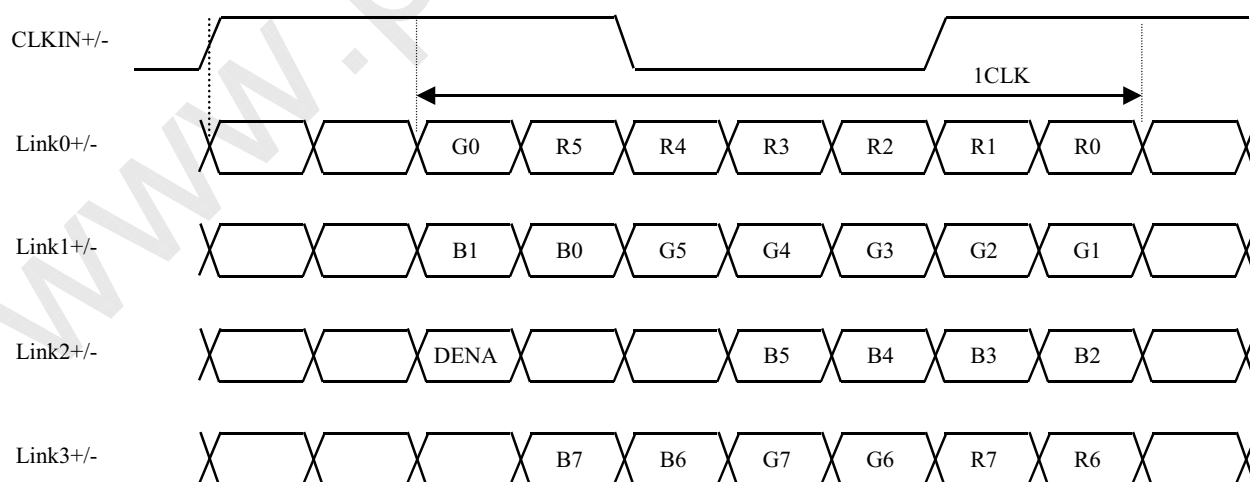 CLKIN+/-
1CLK
Link0+/- G0 R5 R4 R3 R2 R1 R0
Link1+/- B1 B0 G5 G4 G3 G2 G1
Link2+/- DENA B5 B4 B3 B2
Link3+/- B7 B6 G7 G6 R7 R6
www.p